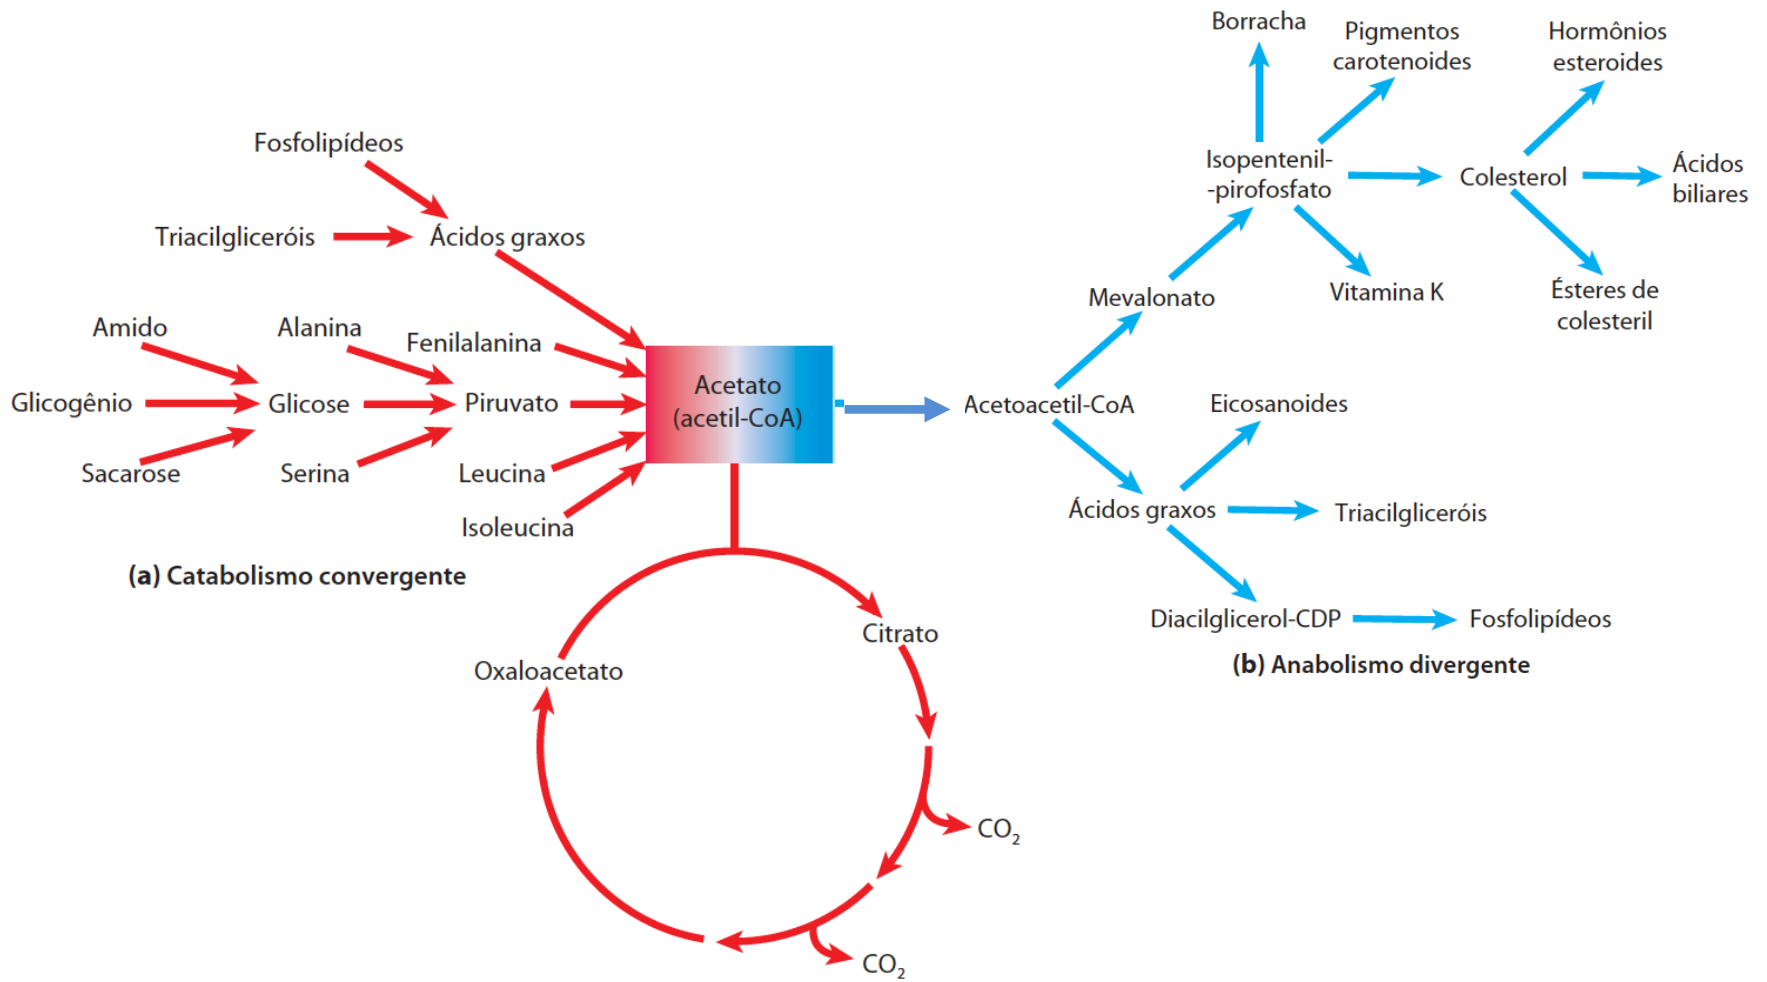 Fosfolipídeos
Triacilgliceróis
Ácidos graxos
Amido
Alanina
Fenilalanina
Glicogênio
Glicose
Piruvato
Sacarose
Serina
Leucina
Isoleucina
(a) Catabolismo convergente
Acetato
(acetil-CoA)
Oxaloacetato
Citrato
CO₂
CO₂
Borracha
Pigmentos
carotenoides
Hormônios
esteroides
Isopentenil-
-pirofosfato
Colesterol
Ácidos
biliares
Mevalonato
Vitamina K
Ésteres de
colesteril
Acetoacetil-CoA
Eicosanoides
Ácidos graxos
Triacilgliceróis
Diacilglicerol-CDP
Fosfolipídeos
(b) Anabolismo divergente